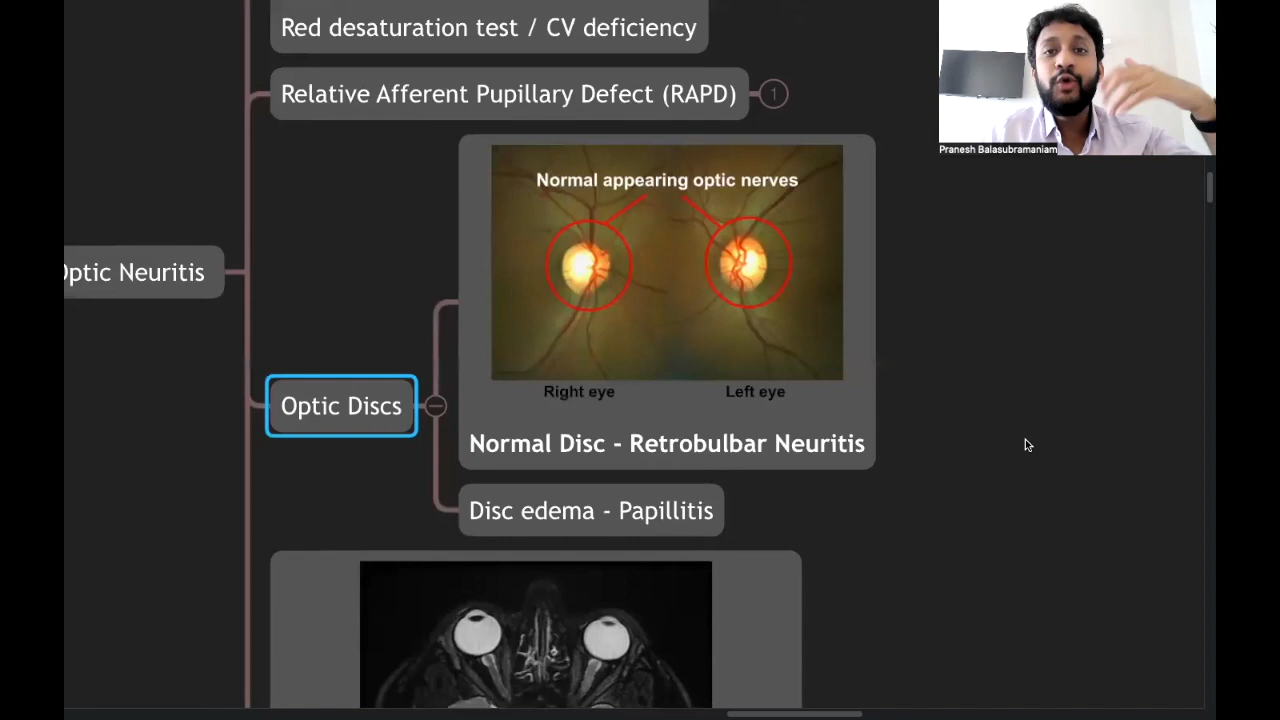 Red desaturation test / CV deficiency
Relative Afferent Pupillary Defect (RAPD)
1
Pranesh Balasubramaniam
Normal appearing optic nerves
Optic Neuritis
Right eye
Left eye
Optic Discs
Normal Disc - Retrobulbar Neuritis
Disc edema - Papillitis